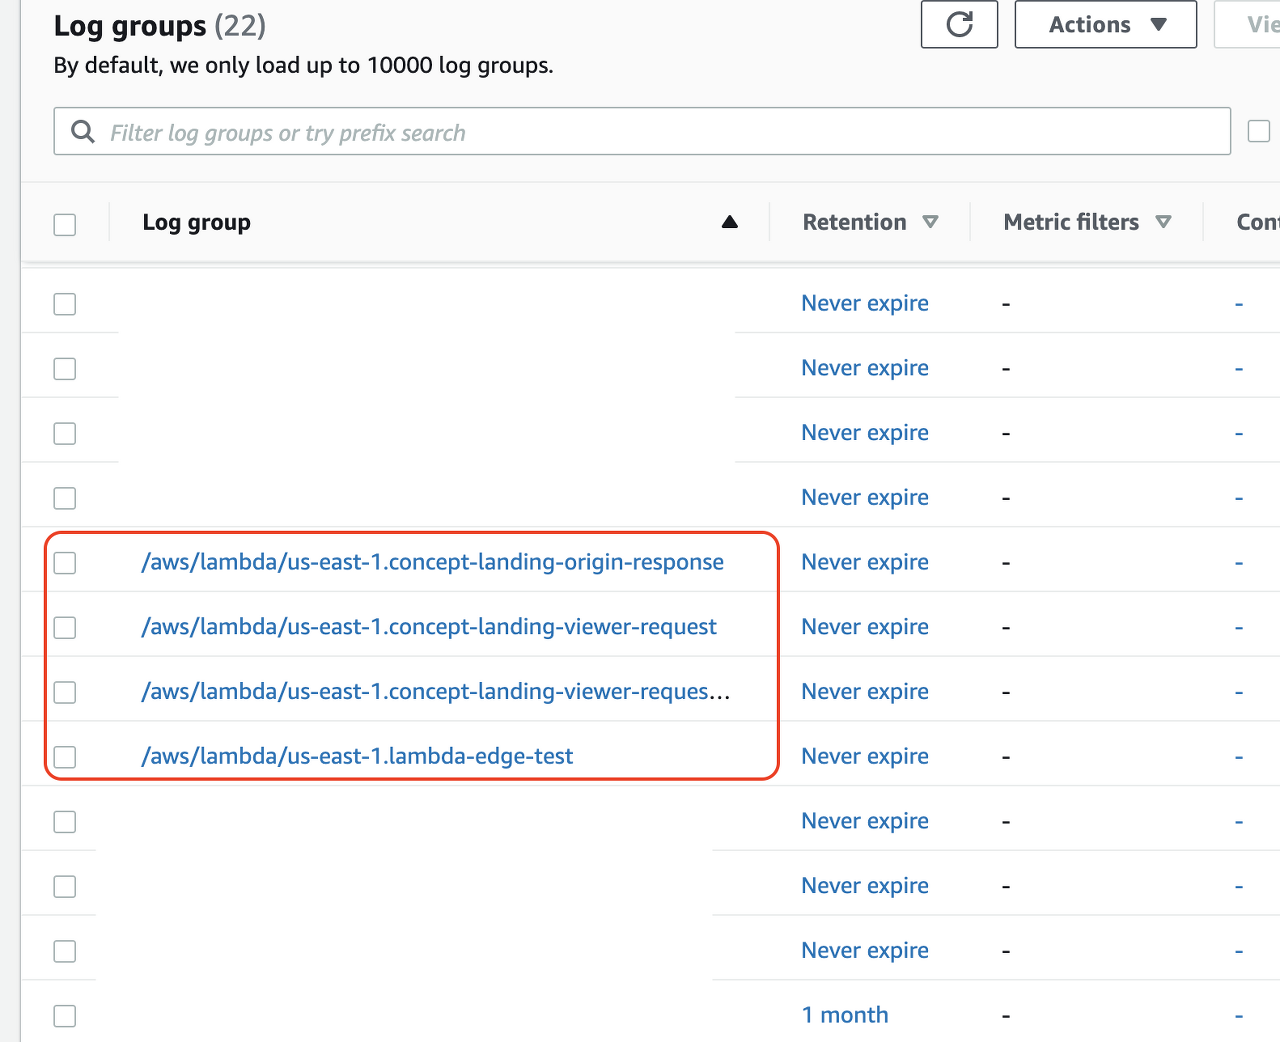 Log groups (22)
Actions
By default, we only load up to 10000 log groups.
Filter log groups or try prefix search
Log group Retention Metric filters
Never expire - -
Never expire - -
Never expire - -
Never expire - -
/aws/lambda/us-east-1.concept-landing-origin-response Never expire - -
/aws/lambda/us-east-1.concept-landing-viewer-request Never expire - -
/aws/lambda/us-east-1.concept-landing-viewer-reques... Never expire - -
/aws/lambda/us-east-1.lambda-edge-test Never expire - -
Never expire - -
Never expire - -
Never expire - -
1 month - -